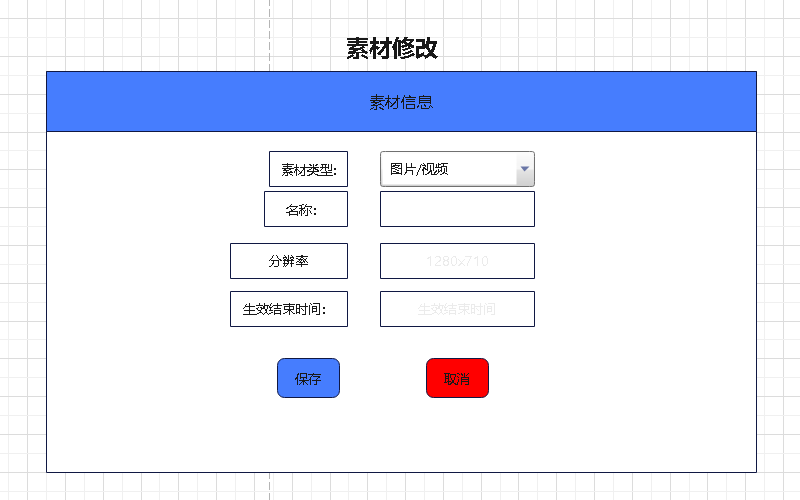 素材修改
素材信息
素材类型: 图片/视频
名称：
分辨率 1280x710
生效结束时间： 生效结束时间
保存 取消